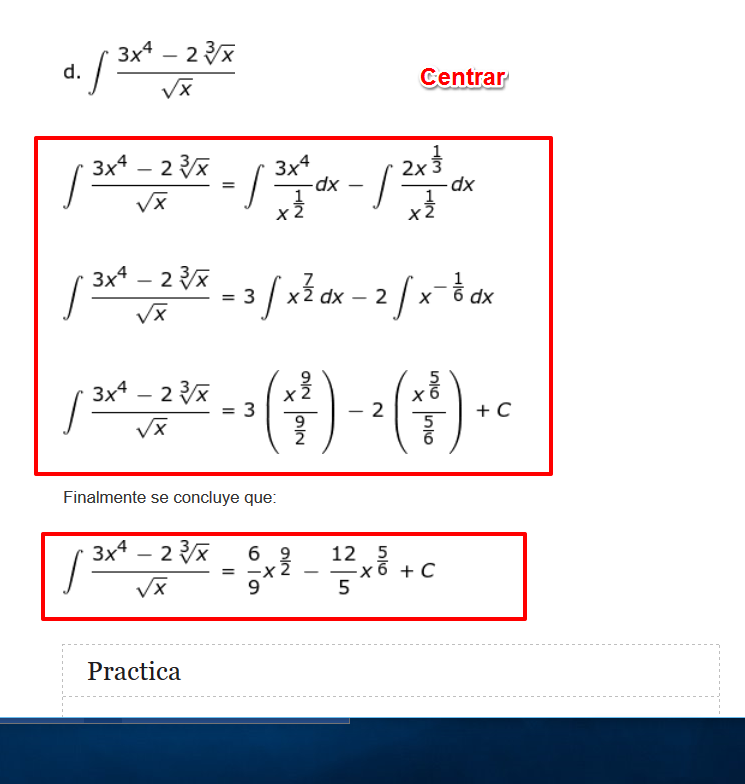 d. ∫ (3x⁴ − 2∛x)/√x
Centrar
∫ (3x⁴ − 2∛x)/√x = ∫ 3x⁴/x^(1/2) dx − ∫ 2x^(1/3)/x^(1/2) dx
∫ (3x⁴ − 2∛x)/√x = 3 ∫ x^(7/2) dx − 2 ∫ x^(−1/6) dx
∫ (3x⁴ − 2∛x)/√x = 3 (x^(9/2)/(9/2)) − 2 (x^(5/6)/(5/6)) + C
Finalmente se concluye que:
∫ (3x⁴ − 2∛x)/√x = 6/9 x^(9/2) − 12/5 x^(5/6) + C
Practica